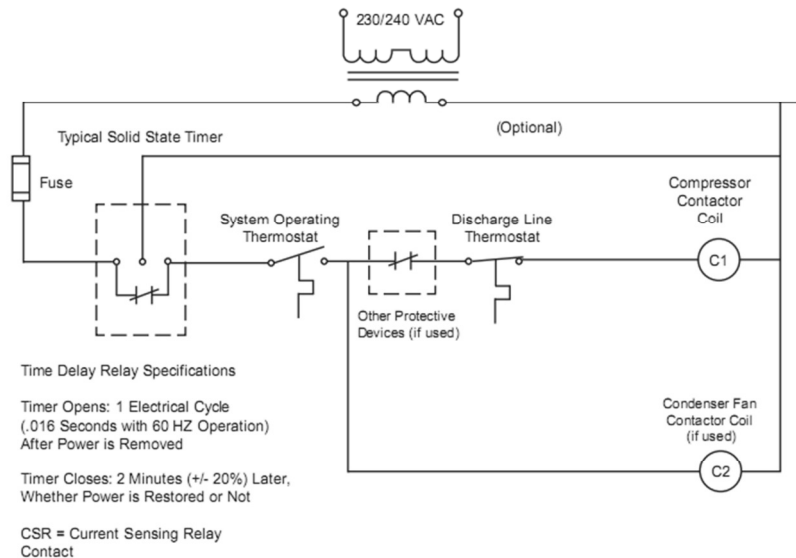 230/240 VAC
Typical Solid State Timer
(Optional)
Fuse
Compressor
Contactor
Coil
System Operating
Thermostat
Discharge Line
Thermostat
C1
Other Protective
Devices (if used)
Time Delay Relay Specifications
Timer Opens: 1 Electrical Cycle
(.016 Seconds with 60 HZ Operation)
After Power is Removed
Condenser Fan
Contactor Coil
(if used)
C2
Timer Closes: 2 Minutes (+/- 20%) Later,
Whether Power is Restored or Not
CSR = Current Sensing Relay
Contact